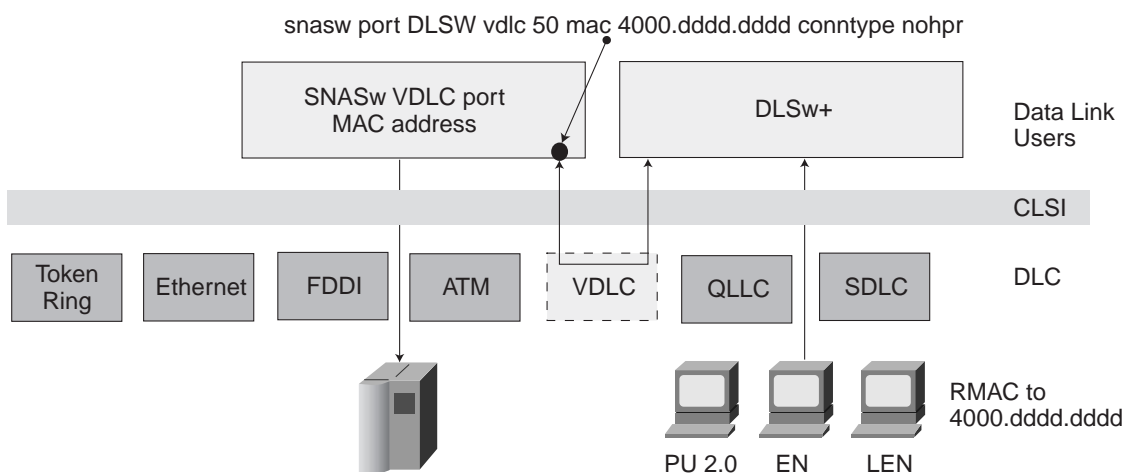 snasw port DLSW vdlc 50 mac 4000.dddd.dddd conntype nohpr
SNASw VDLC port
MAC address
DLSw+
Data Link
Users
CLSI
Token
Ring
Ethernet
FDDI
ATM
VDLC
QLLC
SDLC
DLC
RMAC to
4000.dddd.dddd
PU 2.0
EN
LEN